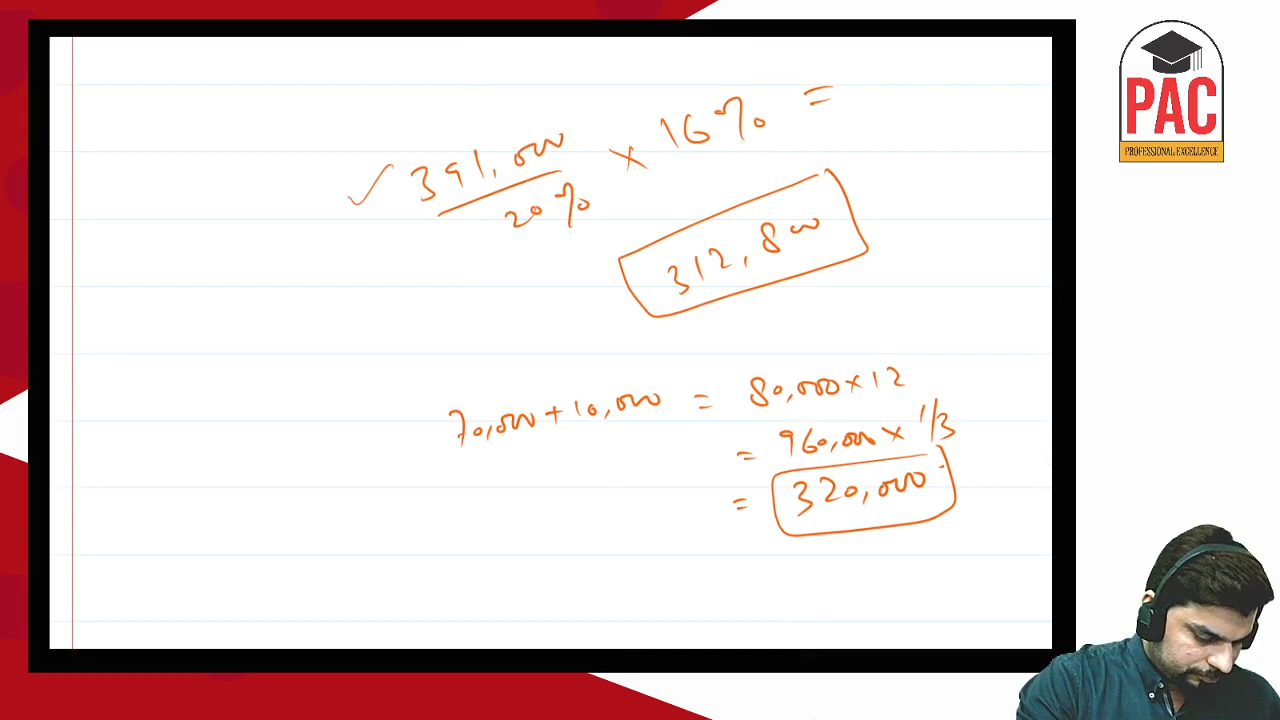 391,000 / 20% × 16% =
312,800
70,000 + 10,000 = 80,000 × 12
= 960,000 × 1/3
= 320,000
PAC
PROFESSIONAL EXCELLENCE